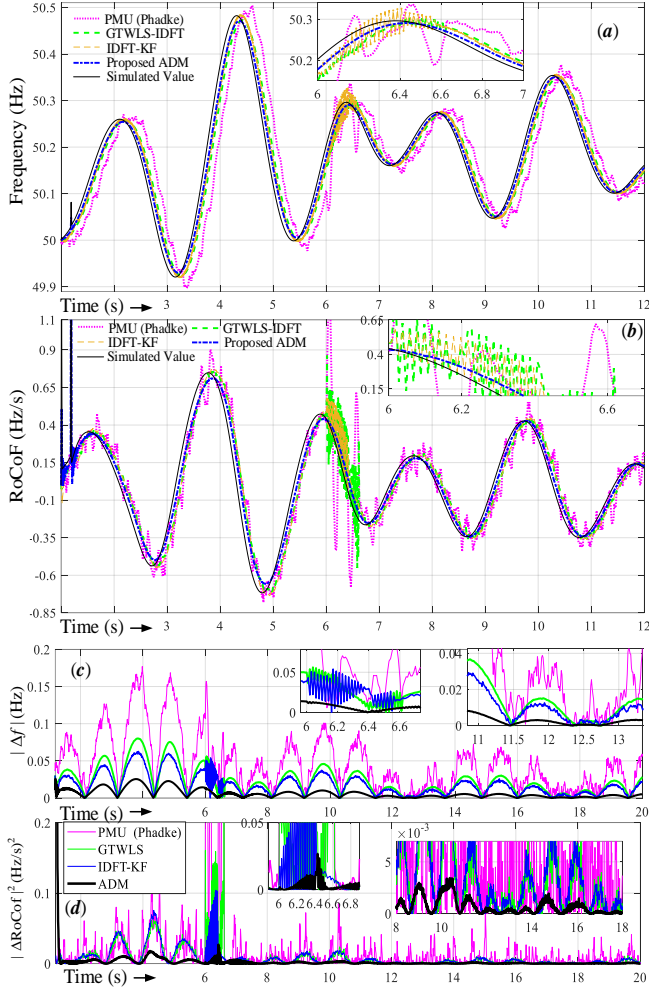 50.5
50.4
50.3
50.2
50.1
50
49.9
Frequency (Hz)
PMU (Phadke)
GTWLS-IDFT
IDFT-KF
Proposed ADM
Simulated Value
(a)
50.3
50.2
6 6.2 6.4 6.6 6.8 7
Time (s) → 3 4 5 6 7 8 9 10 11 12
1.1
0.9
0.65
0.4
0.15
-0.1
-0.35
-0.6
-0.85
RoCoF (Hz/s)
PMU (Phadke)
GTWLS-IDFT
IDFT-KF
Proposed ADM
Simulated Value
(b)
0.65
0.4
0.15
6 6.2 6.4 6.6
Time (s) → 3 4 5 6 7 8 9 10 11 12
0.2
0.15
0.1
0.05
0
| Δf | (Hz)
(c)
0.05
0
6 6.2 6.4 6.6
0.04
0.02
0
11 11.5 12 12.5 13
Time (s) → 6 8 10 12 14 16 18 20
0.2
0.1
0
| ΔRoCof |² (Hz/s)²
PMU (Phadke)
GTWLS
IDFT-KF
ADM
(d)
0.05
0
6 6.2 6.4 6.6 6.8
×10⁻³
5
0
8 10 12 14 16 18
Time (s) → 6 8 10 12 14 16 18 20